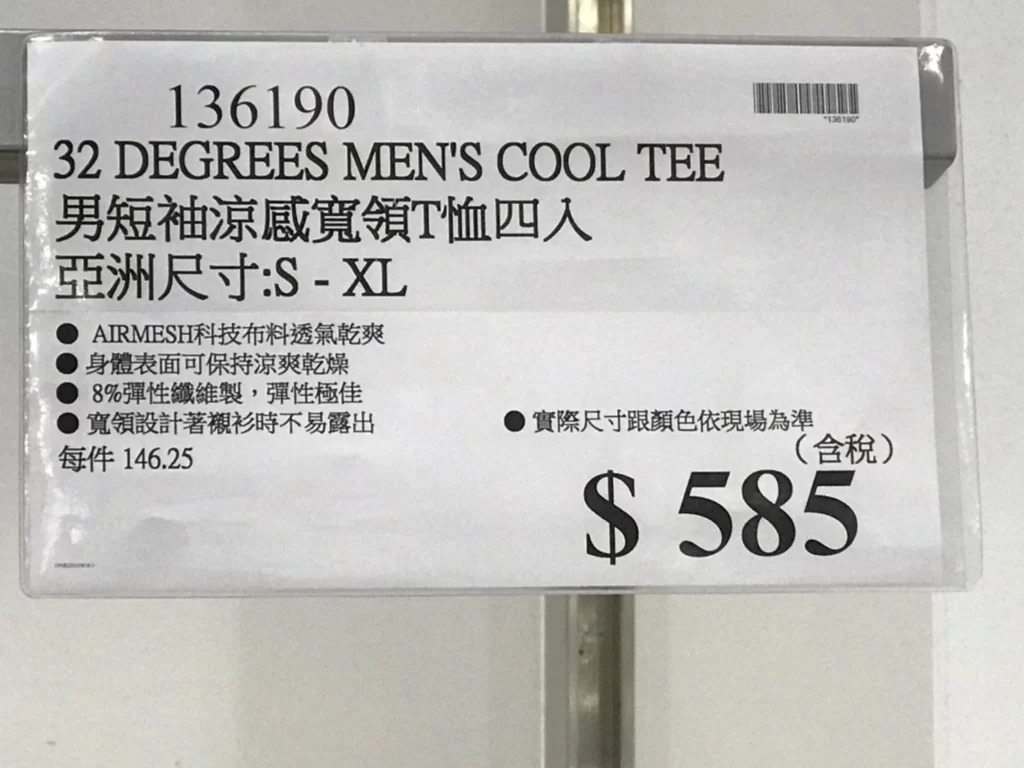 136190
"136190"
32 DEGREES MEN'S COOL TEE
男短袖涼感寬領T恤四入
亞洲尺寸:S - XL
● AIRMESH科技布料透氣乾爽
● 身體表面可保持涼爽乾燥
● 8%彈性纖維製，彈性極佳
● 寬領設計著襯衫時不易露出
● 實際尺寸跟顏色依現場為準
每件 146.25
（含稅）
$ 585